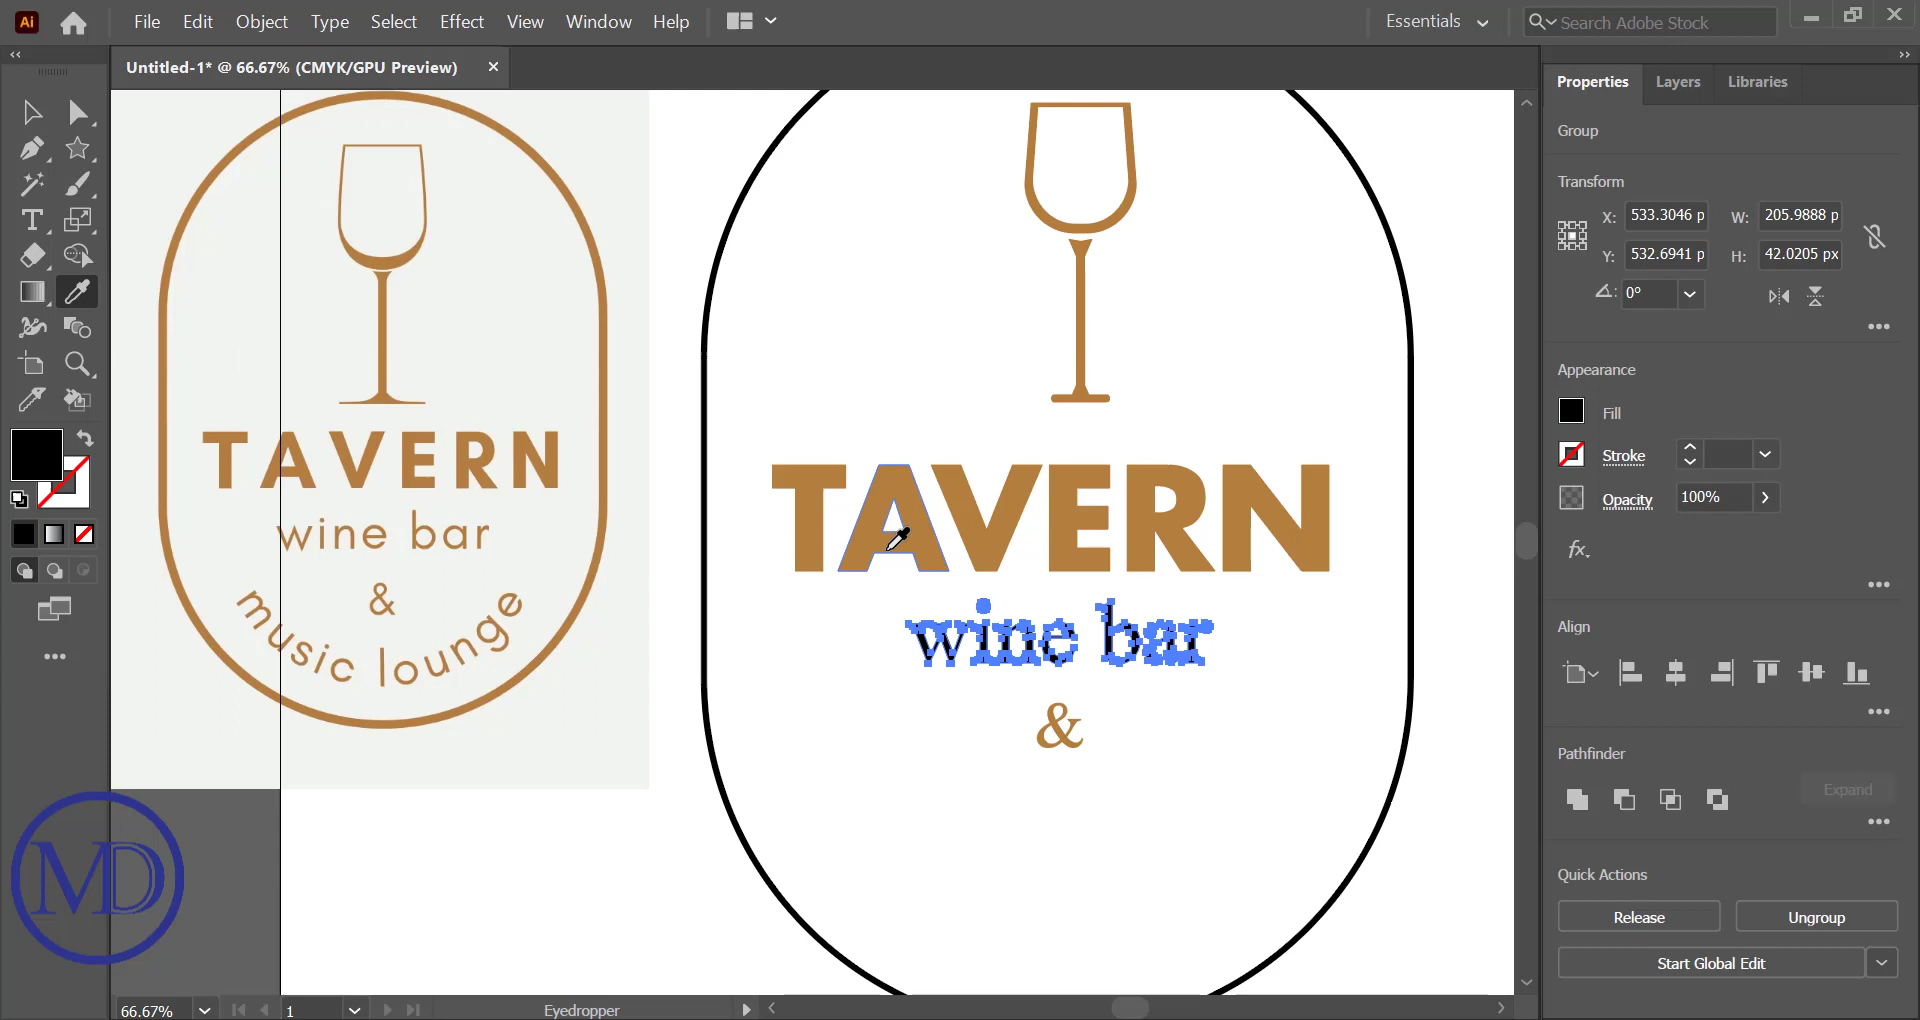 Ai File Edit Object Type Select Effect View Window Help Essentials Search Adobe Stock
Untitled-1* @ 66.67% (CMYK/GPU Preview)
TAVERN
wine bar
&
music lounge
TAVERN
wine bar
&
MD
66.67% 1 Eyedropper
Properties Layers Libraries
Group
Transform
X: 533.3046 p W: 205.9888 p
Y: 532.6941 p H: 42.0205 px
0°
Appearance
Fill
Stroke
Opacity 100%
fx.
Align
Pathfinder
Expand
Quick Actions
Release Ungroup
Start Global Edit